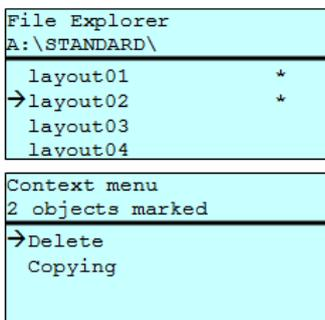 File Explorer
A:\STANDARD\
layout01 *
→layout02 *
layout03
layout04
Context menu
2 objects marked
→Delete
Copying